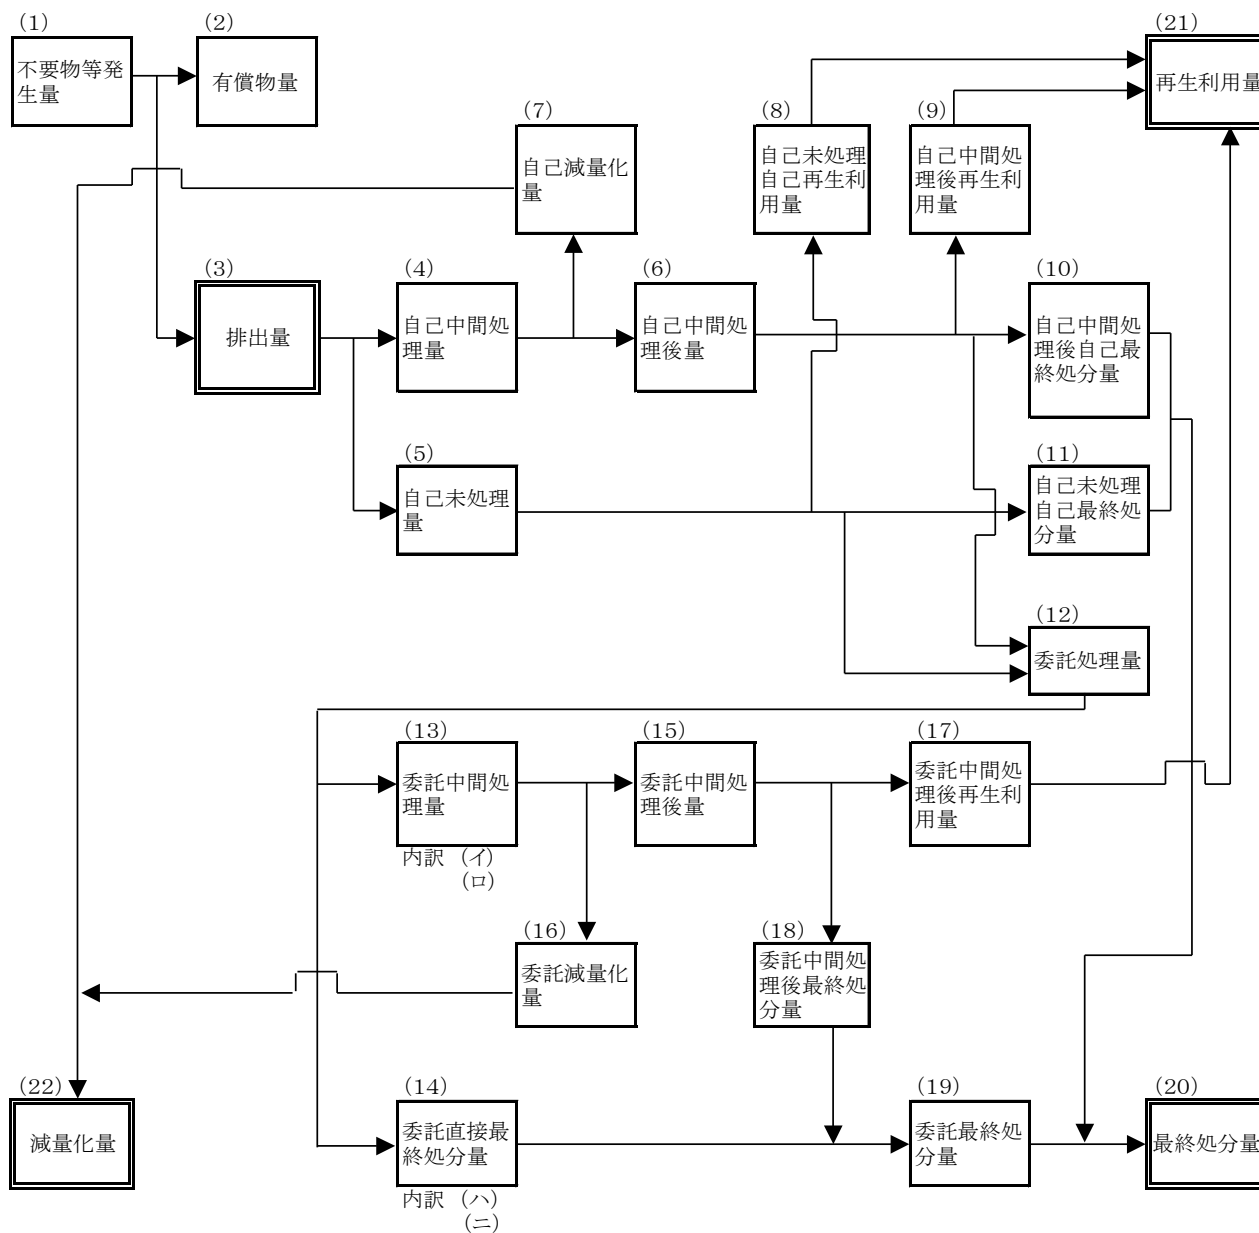 (1)
不要物等発
生量
(2)
有償物量
(21)
再生利用量
(7)
自己減量化
量
(8)
自己未処理
自己再生利
用量
(9)
自己中間処
理後再生利
用量
(3)
排出量
(4)
自己中間処
理量
(6)
自己中間処
理後量
(10)
自己中間処
理後自己最
終処分量
(5)
自己未処理
量
(11)
自己未処理
自己最終処
分量
(12)
委託処理量
(13)
委託中間処
理量
内訳 (イ)
(ロ)
(15)
委託中間処
理後量
(17)
委託中間処
理後再生利
用量
(16)
委託減量化
量
(18)
委託中間処
理後最終処
分量
(22)
減量化量
(14)
委託直接最
終処分量
内訳 (ハ)
(ニ)
(19)
委託最終処
分量
(20)
最終処分量